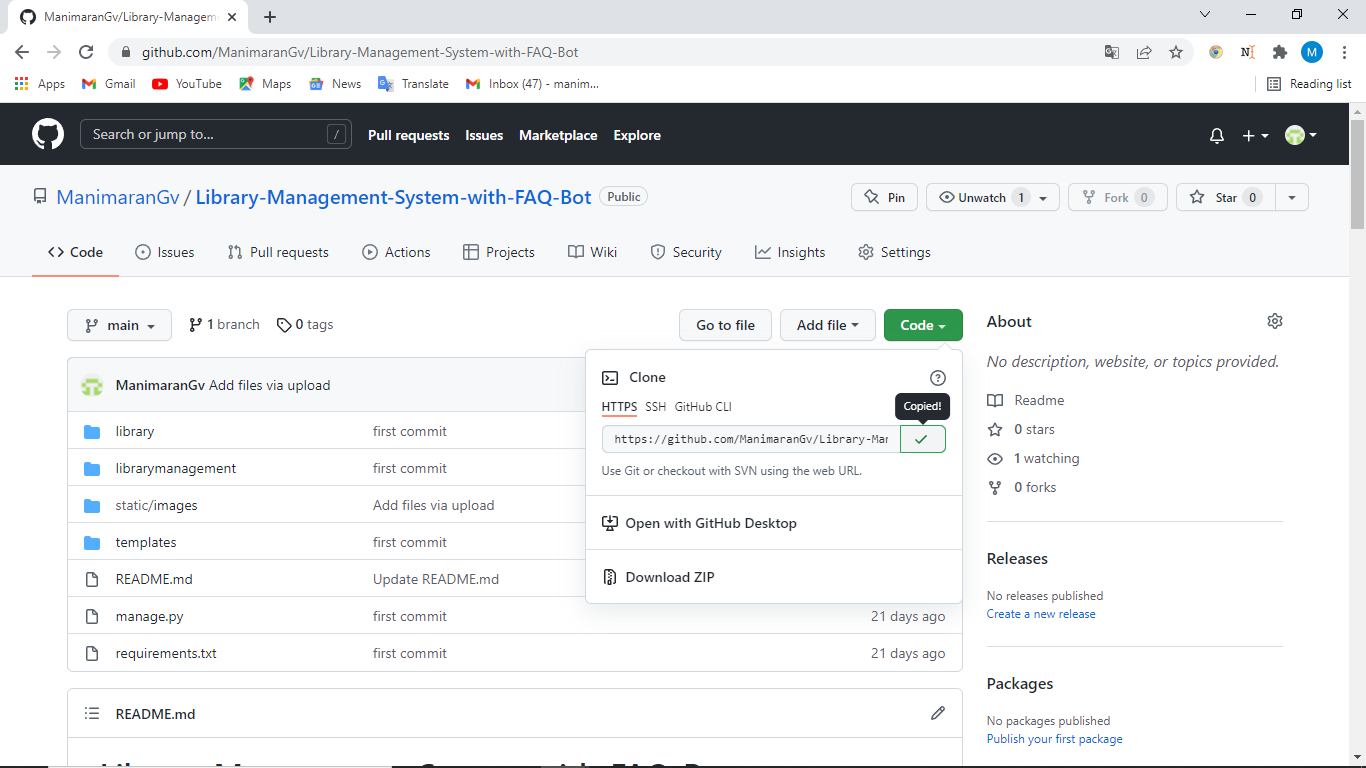 ManimaranGv/Library-Managem
github.com/ManimaranGv/Library-Management-System-with-FAQ-Bot
M
Apps Gmail YouTube Maps News Translate Inbox (47) - manim... Reading list
Search or jump to... / Pull requests Issues Marketplace Explore
ManimaranGv / Library-Management-System-with-FAQ-Bot Public Pin Unwatch 1 Fork 0 Star 0
Code Issues Pull requests Actions Projects Wiki Security Insights Settings
main 1 branch 0 tags Go to file Add file Code
ManimaranGv Add files via upload
library first commit
librarymanagement first commit
static/images Add files via upload
templates first commit
README.md Update README.md
manage.py first commit 21 days ago
requirements.txt first commit 21 days ago
README.md
Clone
HTTPS SSH GitHub CLI
Copied!
https://github.com/ManimaranGv/Library-Mar
Use Git or checkout with SVN using the web URL.
Open with GitHub Desktop
Download ZIP
About
No description, website, or topics provided.
Readme
0 stars
1 watching
0 forks
Releases
No releases published
Create a new release
Packages
No packages published
Publish your first package